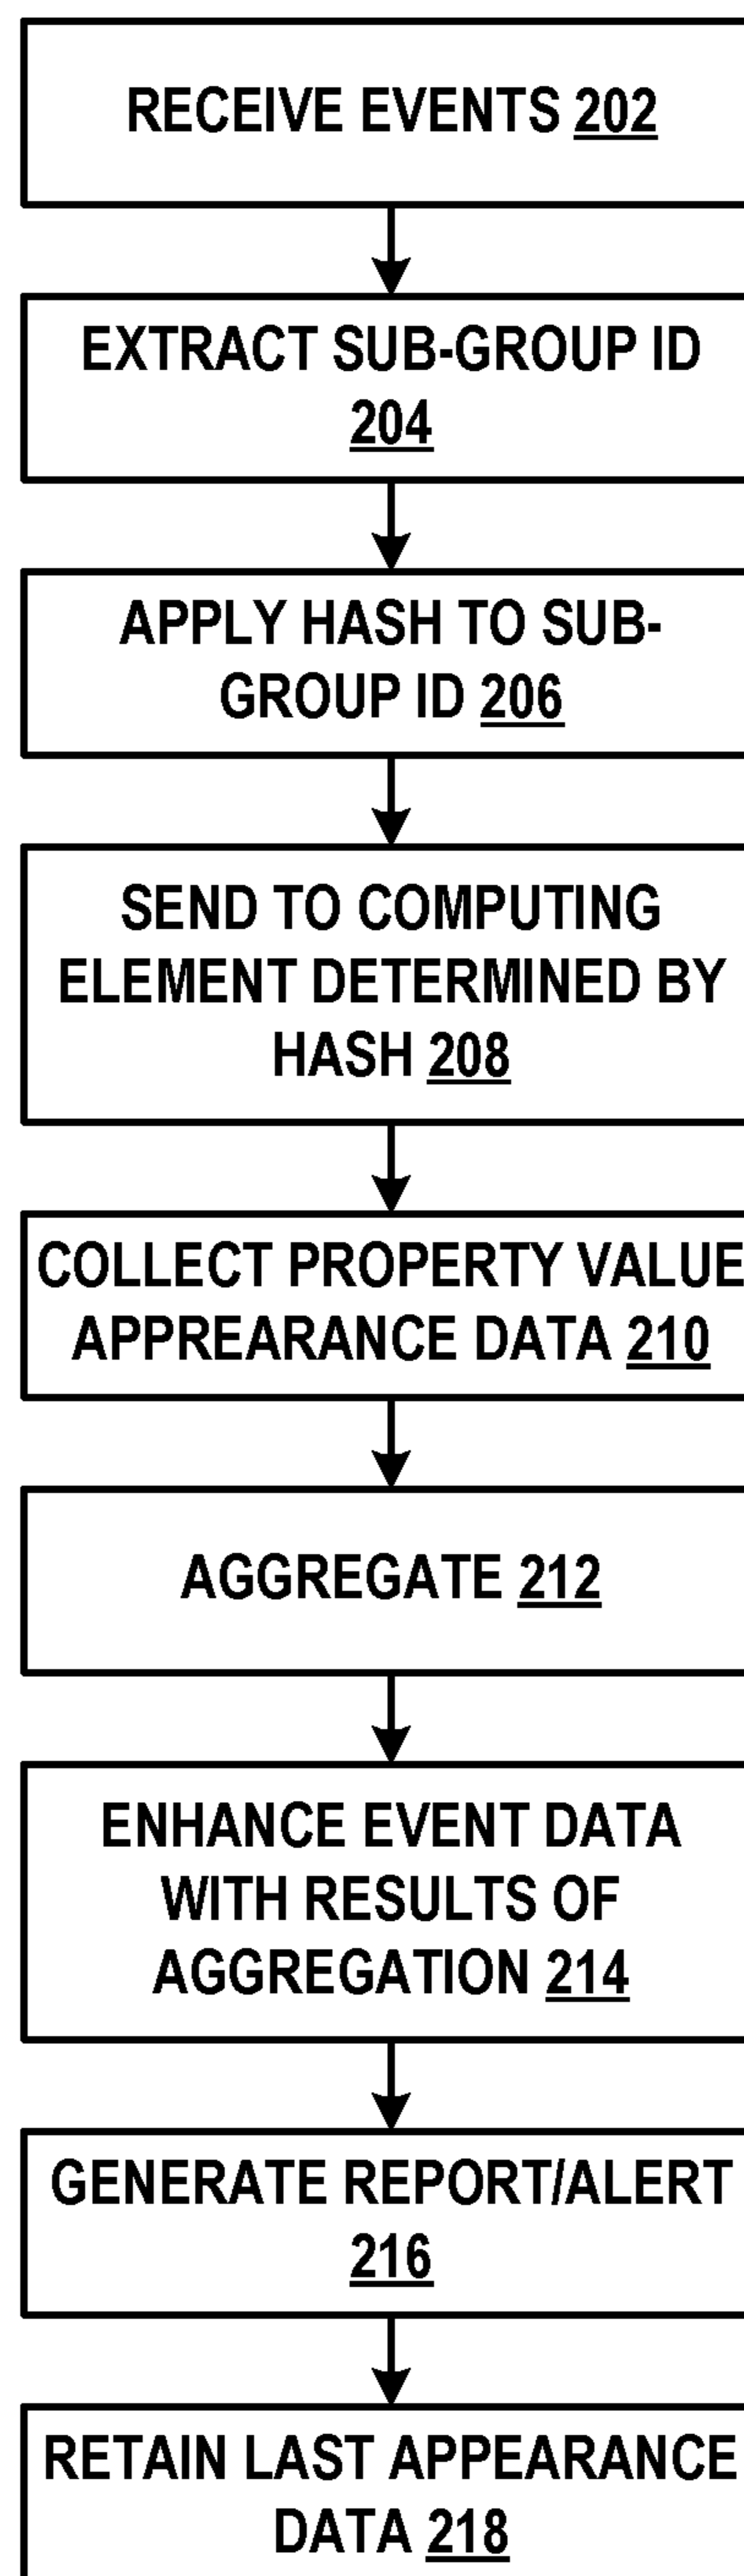 RECEIVE EVENTS 202
EXTRACT SUB-GROUP ID
204
APPLY HASH TO SUB-
GROUP ID 206
SEND TO COMPUTING
ELEMENT DETERMINED BY
HASH 208
COLLECT PROPERTY VALUE
APPREARANCE DATA 210
AGGREGATE 212
ENHANCE EVENT DATA
WITH RESULTS OF
AGGREGATION 214
GENERATE REPORT/ALERT
216
RETAIN LAST APPEARANCE
DATA 218